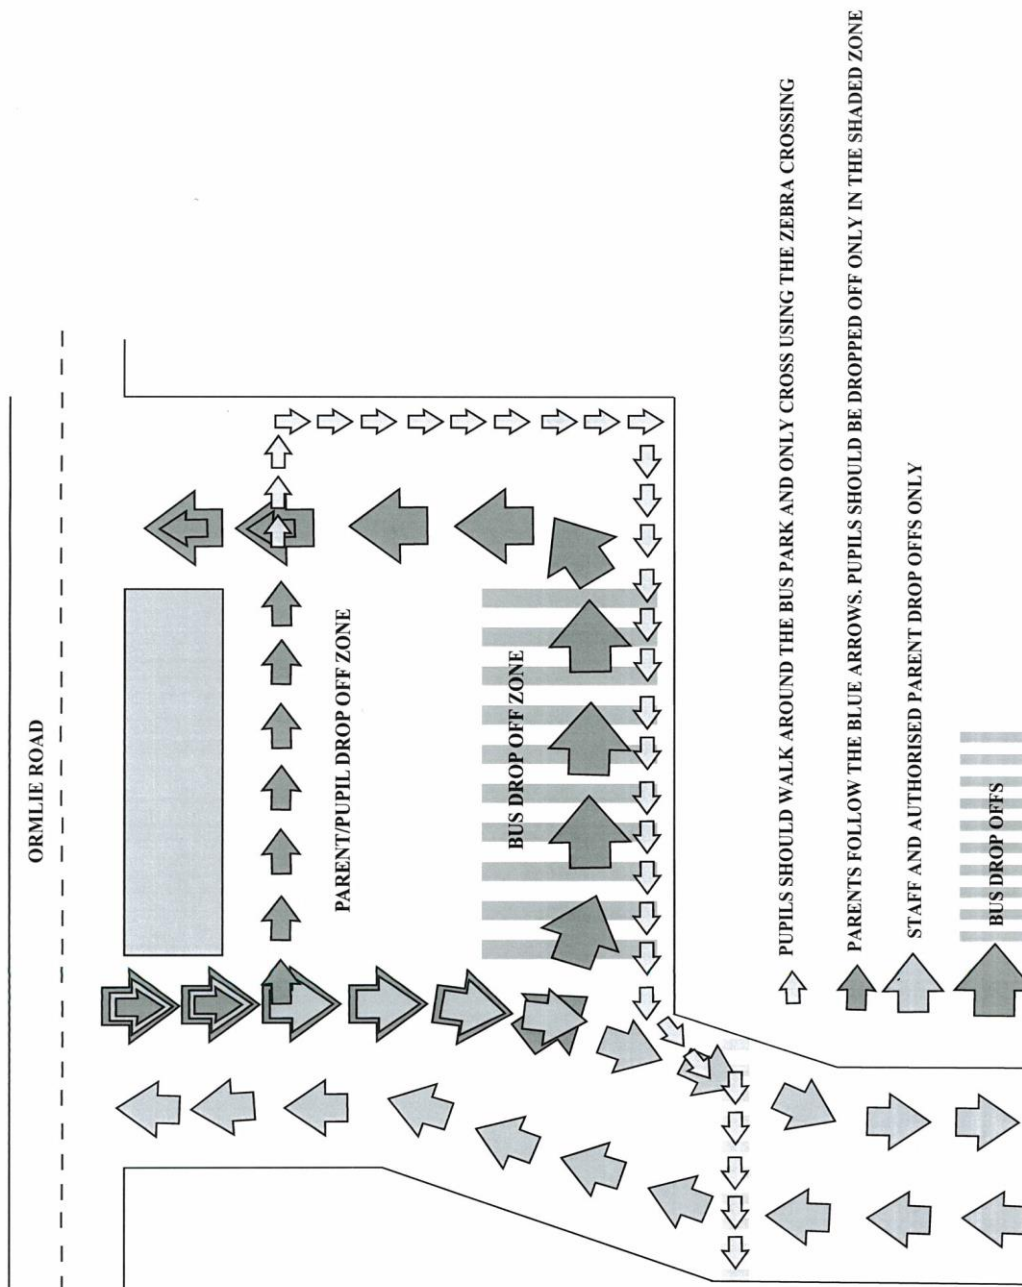 ORMLIE ROAD
PARENT/PUPIL DROP OFF ZONE
BUS DROP OFF ZONE
PUPILS SHOULD WALK AROUND THE BUS PARK AND ONLY CROSS USING THE ZEBRA CROSSING
PARENTS FOLLOW THE BLUE ARROWS. PUPILS SHOULD BE DROPPED OFF ONLY IN THE SHADED ZONE
STAFF AND AUTHORISED PARENT DROP OFFS ONLY
BUS DROP OFFS